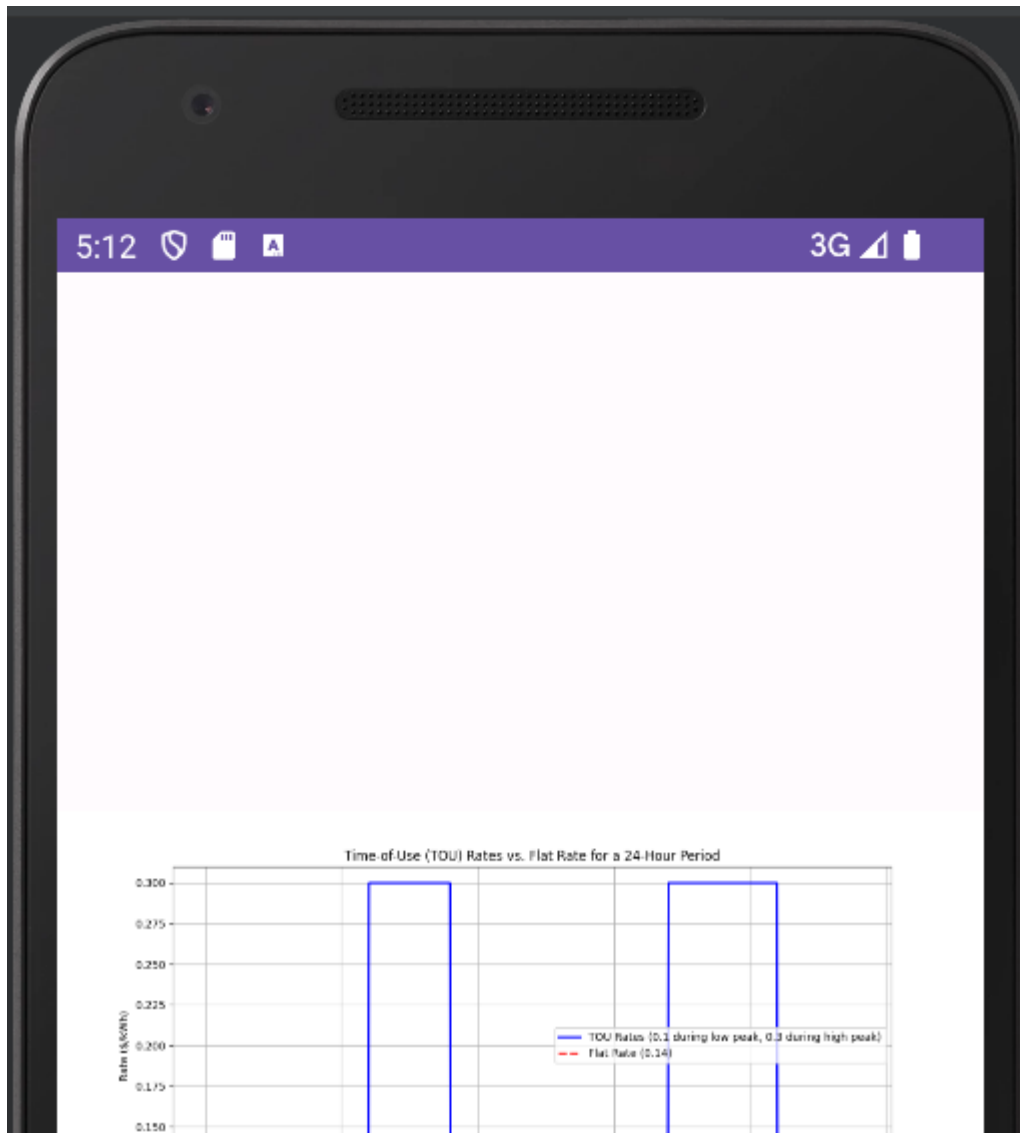 5:12 A 3G
Time-of-Use (TOU) Rates vs. Flat Rate for a 24-Hour Period
0.300
0.275
0.250
0.225
TOU Rates (0.1 during low peak, 0.3 during high peak)
0.200
Flat Rate (0.14)
Rate ($/kWh)
0.175
0.150